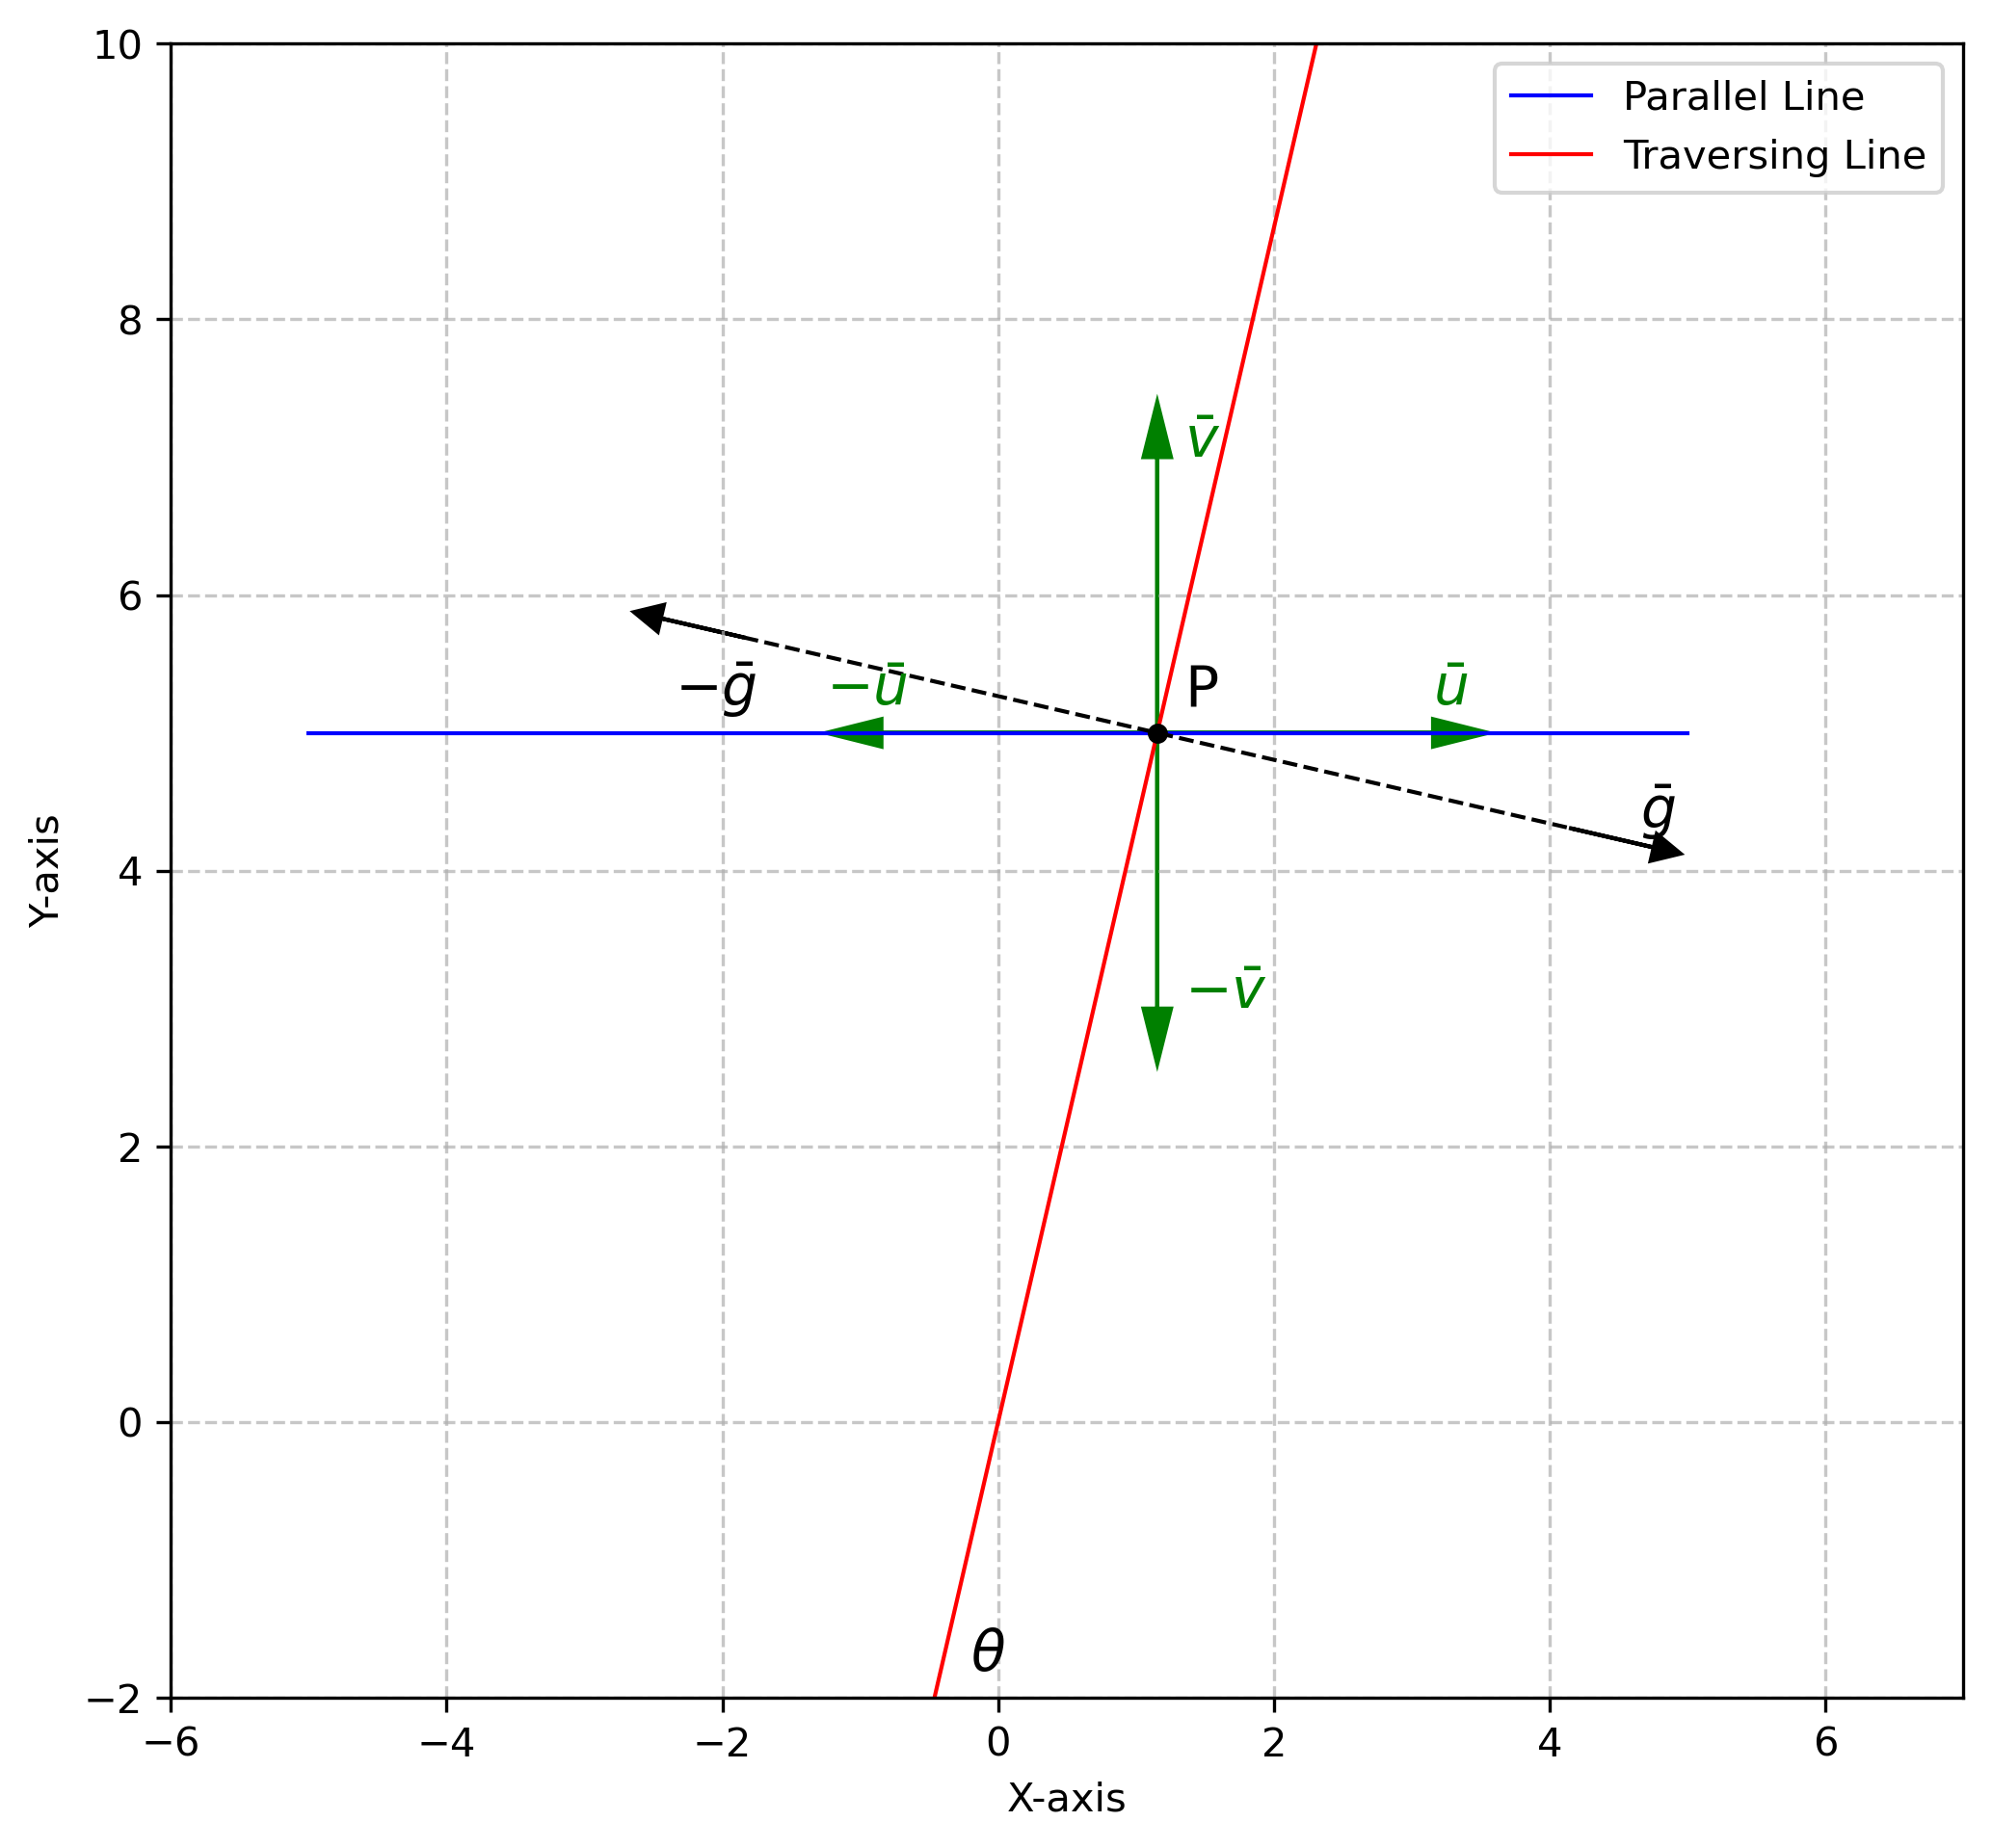 10
Parallel Line
Traversing Line
8
v̄
6
−ḡ
−ū
P
ū
ḡ
Y-axis
4
−v̄
2
0
θ
−2
−6 −4 −2 0 2 4 6
X-axis